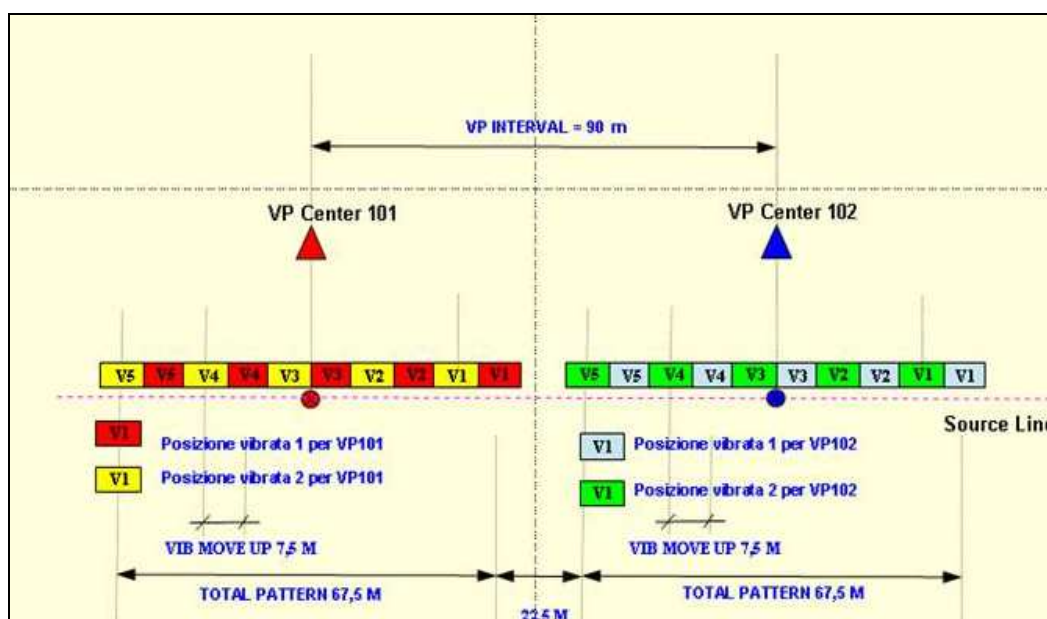 VP INTERVAL = 90 m
VP Center 101
VP Center 102
V5 V5 V4 V4 V3 V3 V2 V2 V1 V1
V5 V5 V4 V4 V3 V3 V2 V2 V1 V1
Source Line
V1 Posizione vibrata 1 per VP101
V1 Posizione vibrata 2 per VP101
V1 Posizione vibrata 1 per VP102
V1 Posizione vibrata 2 per VP102
VIB MOVE UP 7,5 M
VIB MOVE UP 7,5 M
TOTAL PATTERN 67,5 M
22,5 M
TOTAL PATTERN 67,5 M